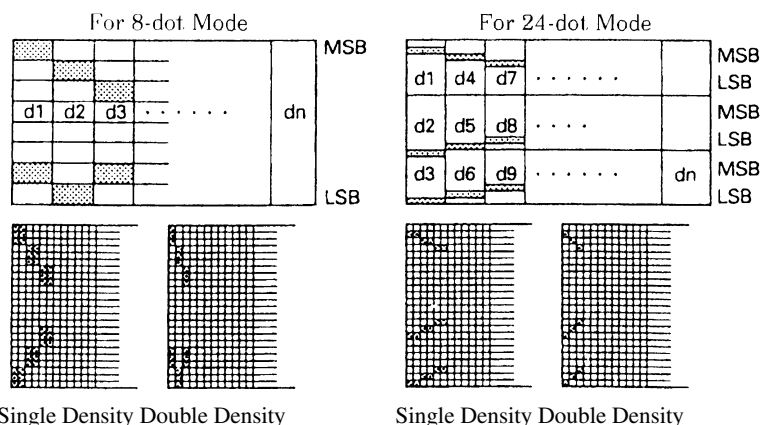 For 8-dot Mode
MSB
d1 d2 d3 · · · · · · dn
LSB
Single Density Double Density
For 24-dot Mode
d1 d4 d7 · · · · · · MSB
LSB
d2 d5 d8 · · · · MSB
LSB
d3 d6 d9 · · · · · · dn MSB
LSB
Single Density Double Density